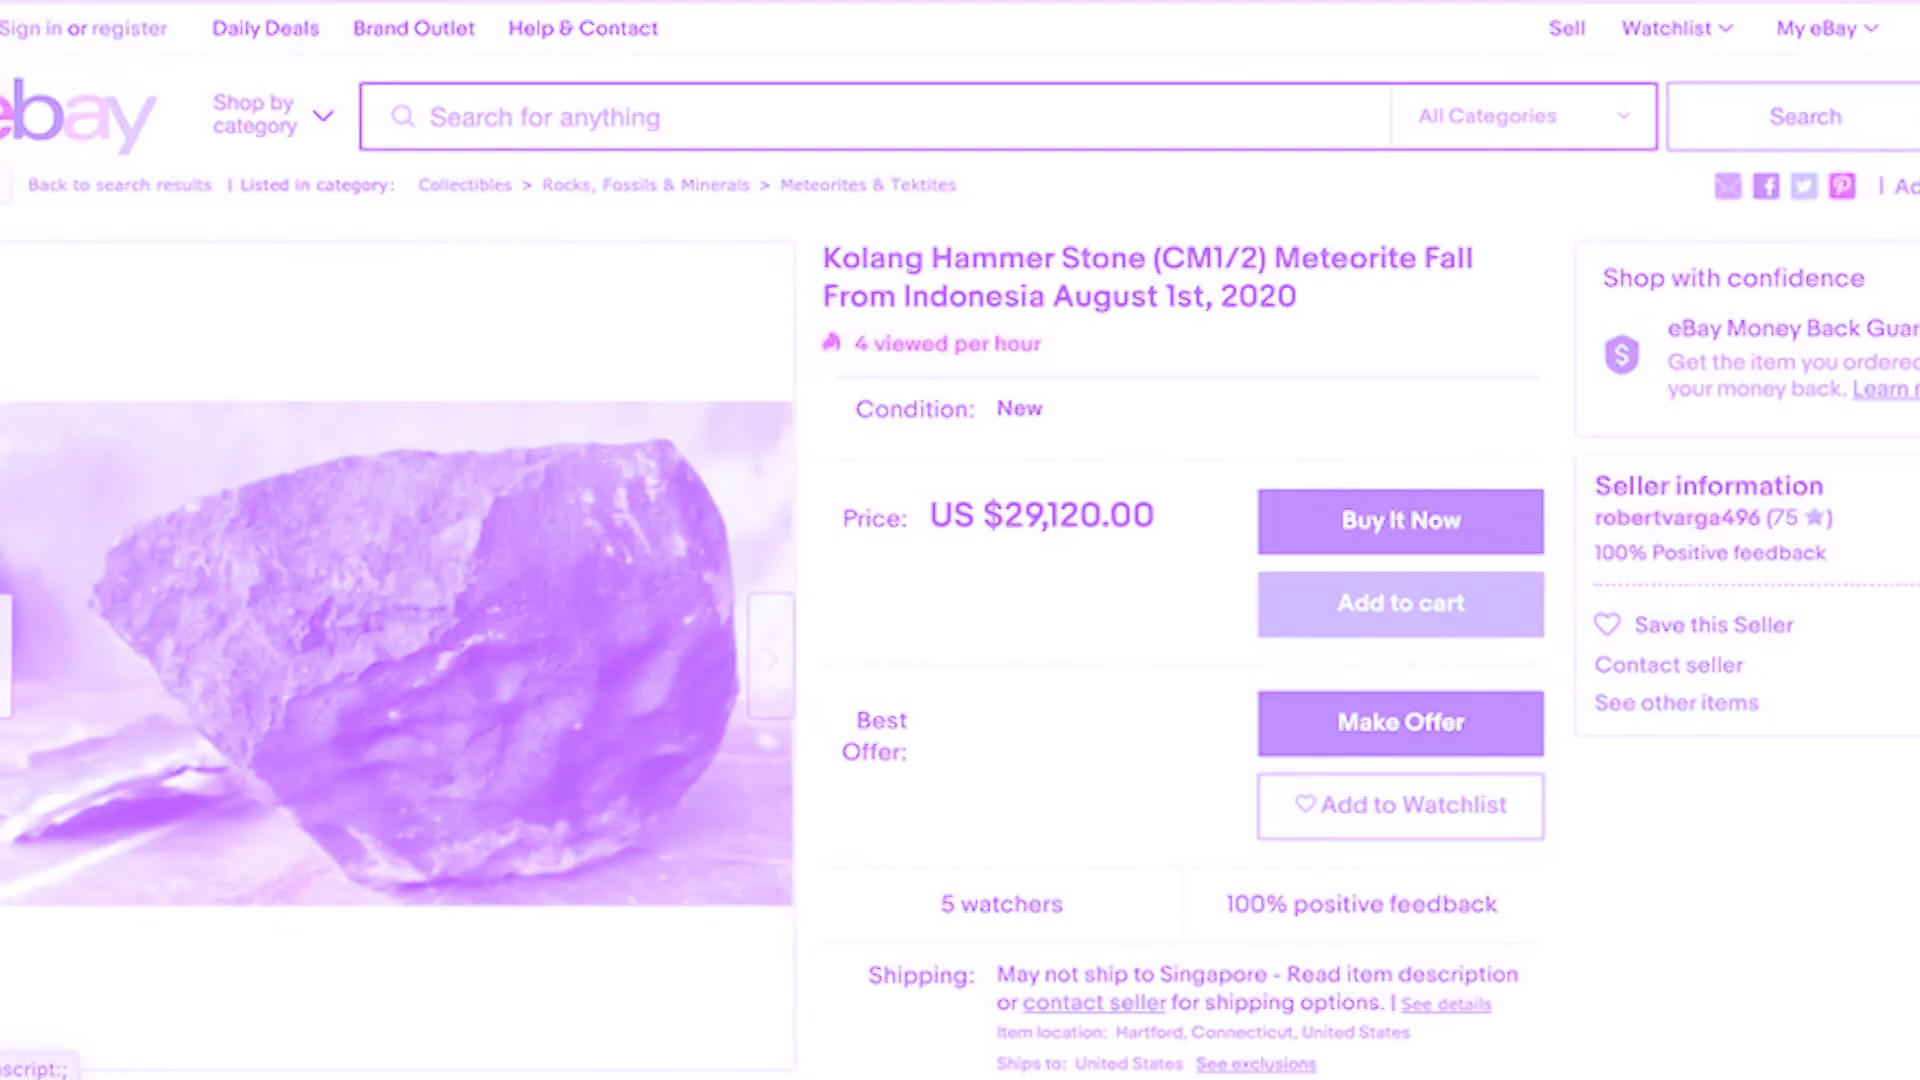 Sign in or register Daily Deals Brand Outlet Help & Contact Sell Watchlist My eBay
ebay Shop by category Search for anything All Categories Search
Back to search results | Listed in category: Collectibles > Rocks, Fossils & Minerals > Meteorites & Tektites | Ad
Kolang Hammer Stone (CM1/2) Meteorite Fall
From Indonesia August 1st, 2020
4 viewed per hour
Condition: New
Price: US $29,120.00
Buy It Now
Add to cart
Best
Offer:
Make Offer
Add to Watchlist
5 watchers 100% positive feedback
Shipping: May not ship to Singapore - Read item description
or contact seller for shipping options. | See details
Item location: Hartford, Connecticut, United States
Ships to: United States See exclusions
Shop with confidence
eBay Money Back Guar
$
Get the item you ordered
your money back. Learn
Seller information
robertvarga496 (75 ★)
100% Positive feedback
Save this Seller
Contact seller
See other items
script:;